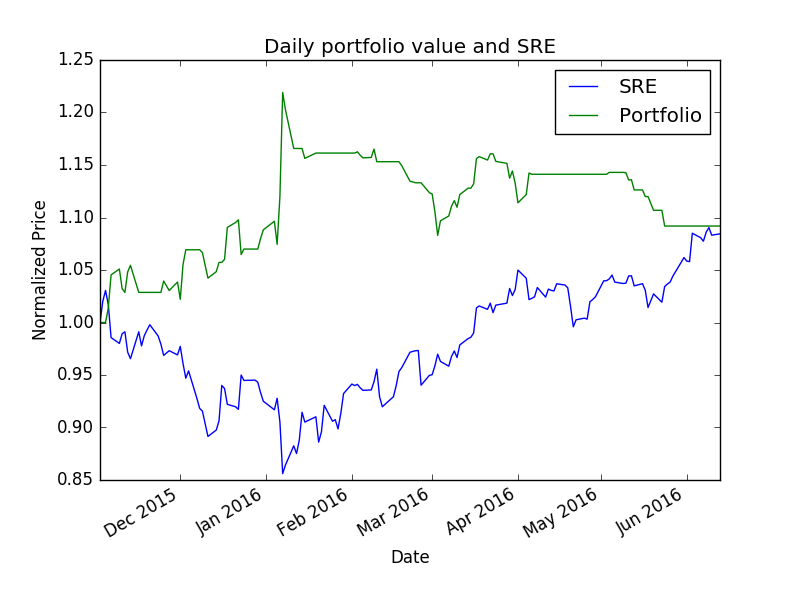 Daily portfolio value and SRE
1.25
1.20
1.15
1.10
1.05
1.00
0.95
0.90
0.85
Normalized Price
SRE
Portfolio
Dec 2015
Jan 2016
Feb 2016
Mar 2016
Apr 2016
May 2016
Jun 2016
Date